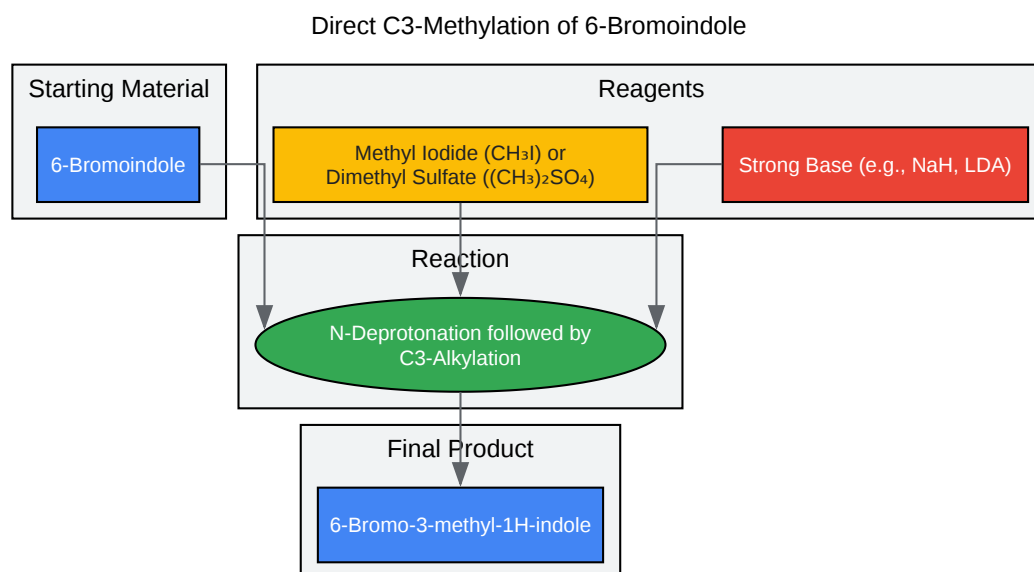 Direct C3-Methylation of 6-Bromoindole
Starting Material
6-Bromoindole
Reagents
Methyl Iodide (CH₃I) or
Dimethyl Sulfate ((CH₃)₂SO₄)
Strong Base (e.g., NaH, LDA)
Reaction
N-Deprotonation followed by
C3-Alkylation
Final Product
6-Bromo-3-methyl-1H-indole